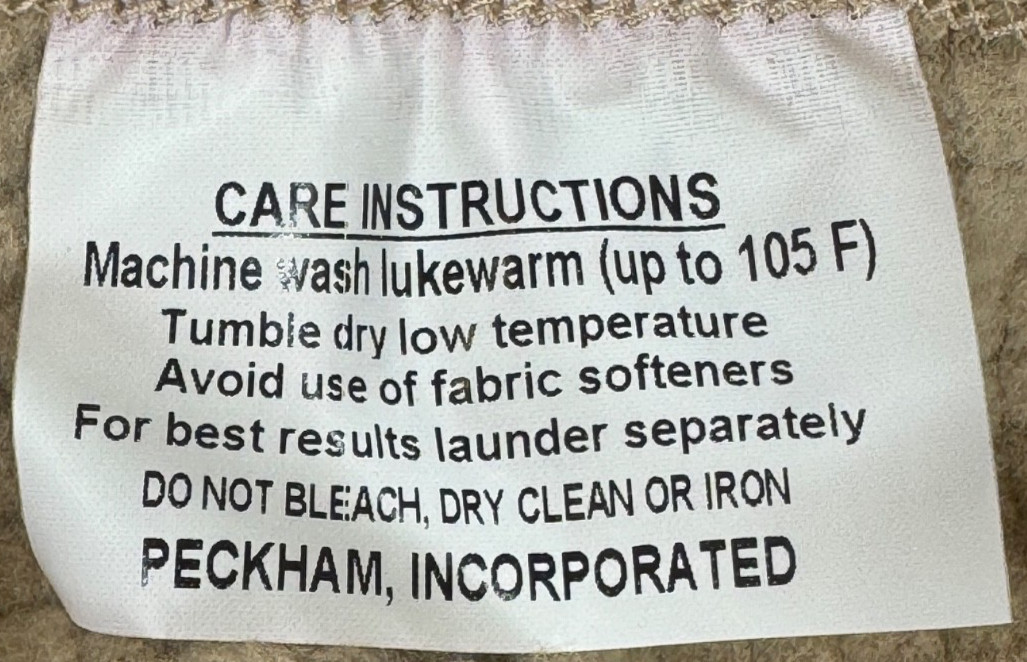 CARE INSTRUCTIONS
Machine wash lukewarm (up to 105 F)
Tumble dry low temperature
Avoid use of fabric softeners
For best results launder separately
DO NOT BLEACH, DRY CLEAN OR IRON
PECKHAM, INCORPORATED